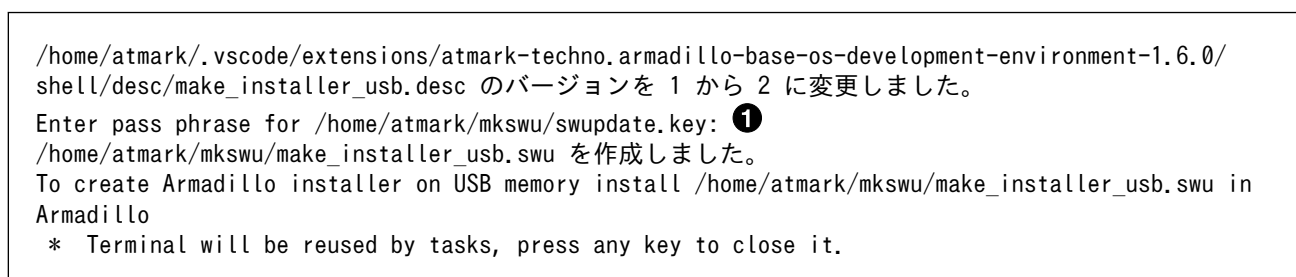 /home/atmark/.vscode/extensions/atmark-techno.armadillo-base-os-development-environment-1.6.0/
shell/desc/make_installer_usb.desc のバージョンを 1 から 2 に変更しました。
Enter pass phrase for /home/atmark/mkswu/swupdate.key: ❶
/home/atmark/mkswu/make_installer_usb.swu を作成しました。
To create Armadillo installer on USB memory install /home/atmark/mkswu/make_installer_usb.swu in
Armadillo
 *  Terminal will be reused by tasks, press any key to close it.